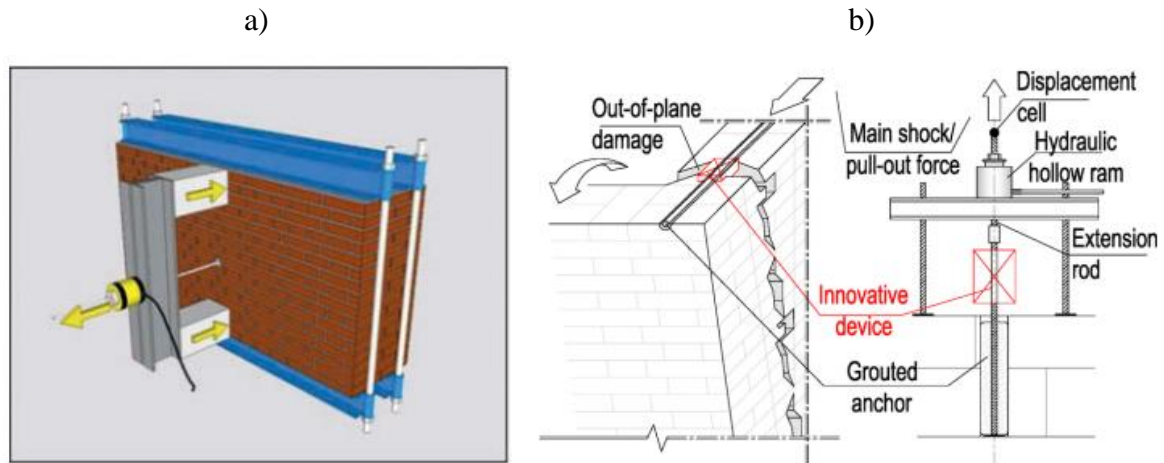 a)
b)
Out-of-plane
damage
Main shock/
pull-out force
Displacement
cell
Hydraulic
hollow ram
Extension
rod
Innovative
device
Grouted
anchor